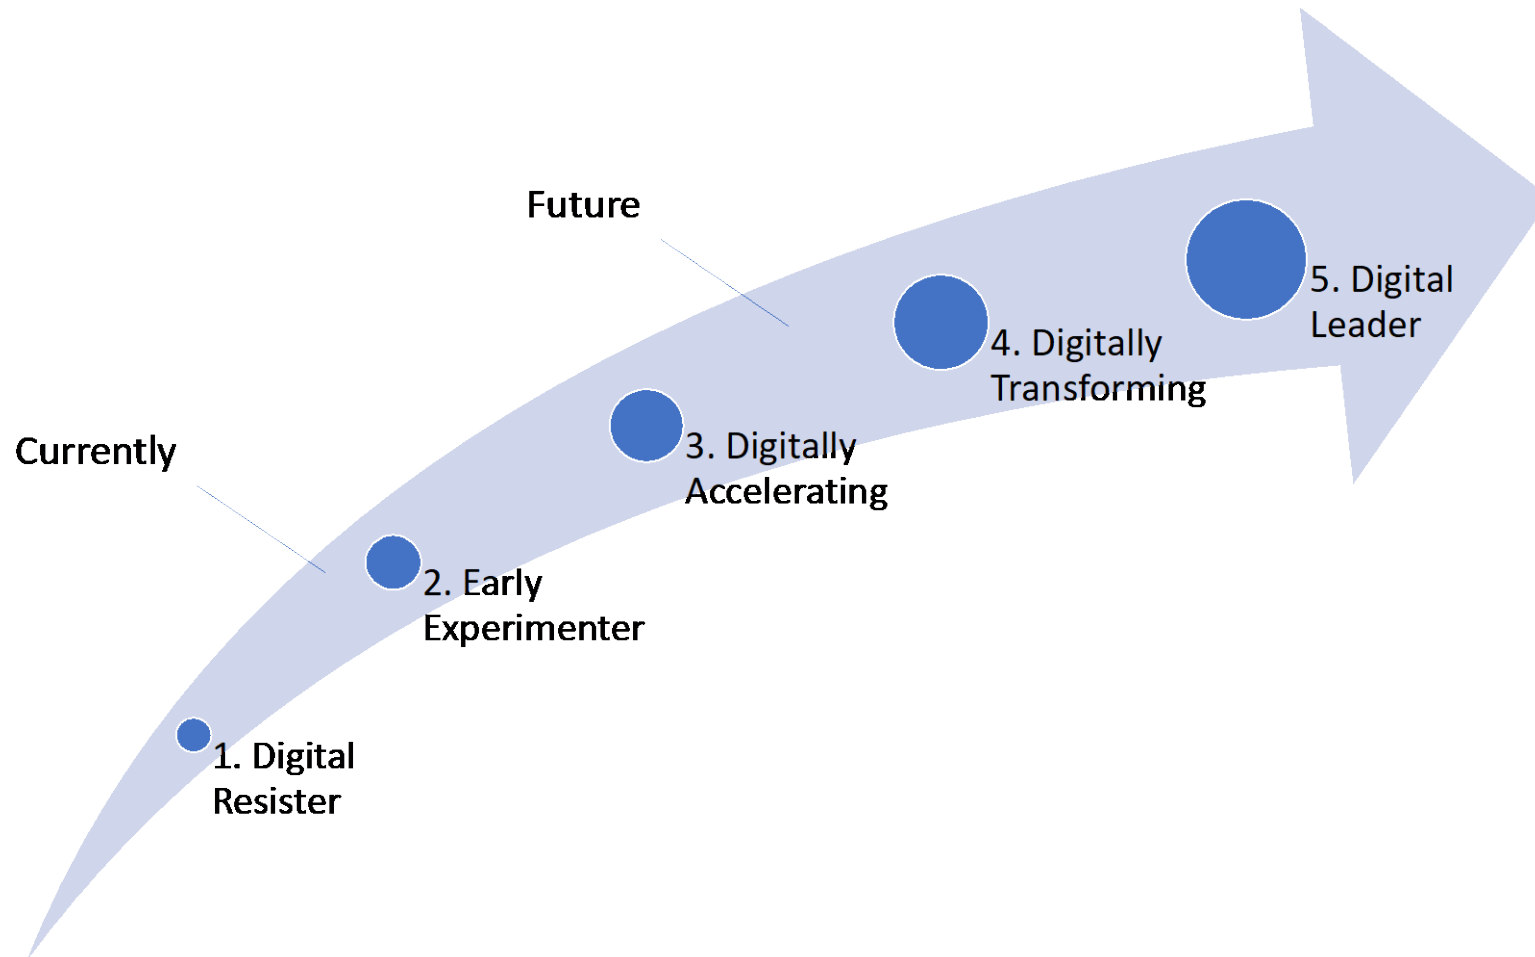 Future
Currently
1. Digital
Resister
2. Early
Experimenter
3. Digitally
Accelerating
4. Digitally
Transforming
5. Digital
Leader